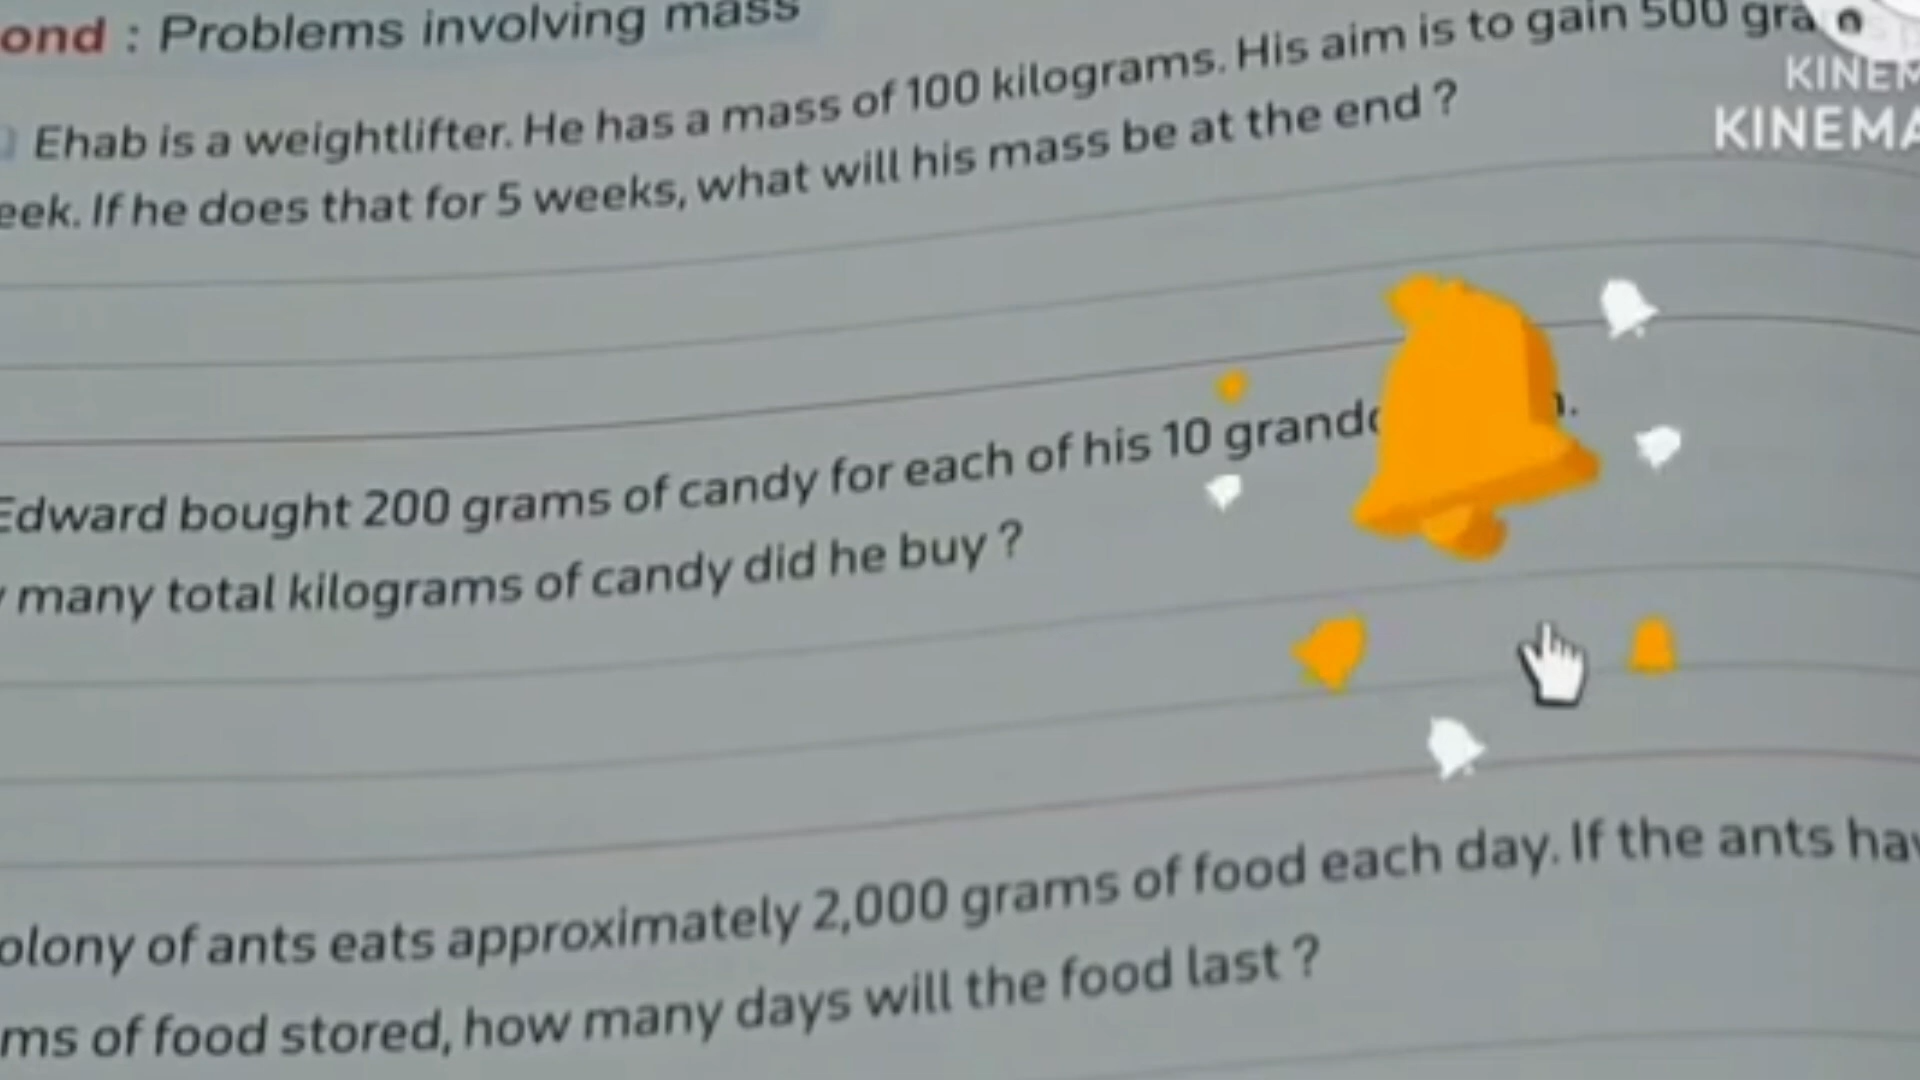 ond : Problems involving mass
Ehab is a weightlifter. He has a mass of 100 kilograms. His aim is to gain 500 gra
eek. If he does that for 5 weeks, what will his mass be at the end ?
Edward bought 200 grams of candy for each of his 10 grand
many total kilograms of candy did he buy ?
olony of ants eats approximately 2,000 grams of food each day. If the ants hav
ms of food stored, how many days will the food last ?
KINEM
KINEMA